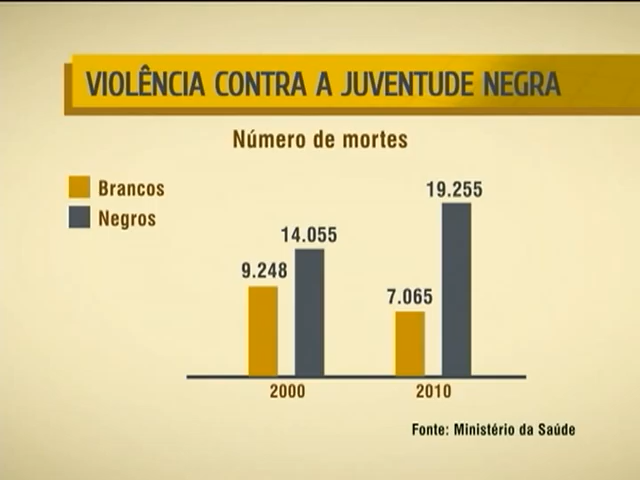 VIOLÊNCIA CONTRA A JUVENTUDE NEGRA
Número de mortes
Brancos
Negros
9.248
14.055
7.065
19.255
2000
2010
Fonte: Ministério da Saúde